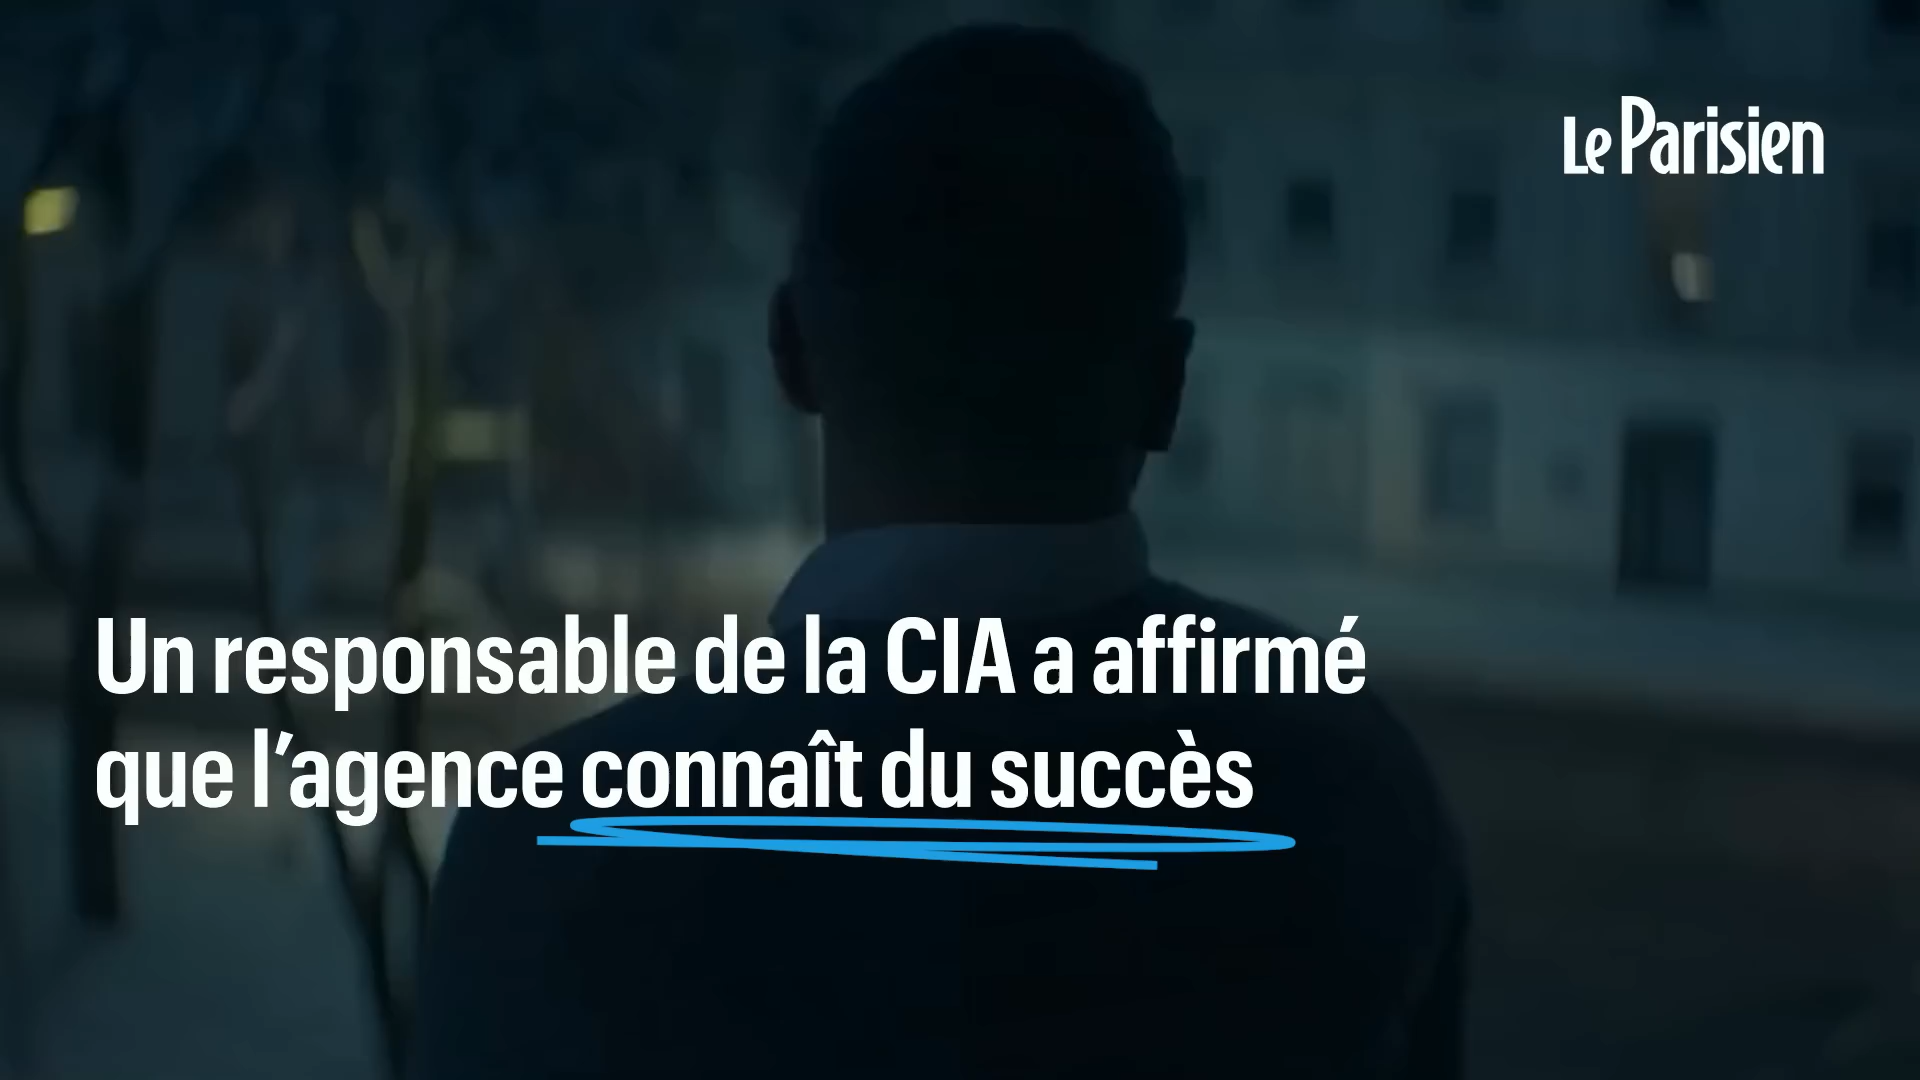 Le Parisien
Un responsable de la CIA a affirmé
que l’agence connaît du succès